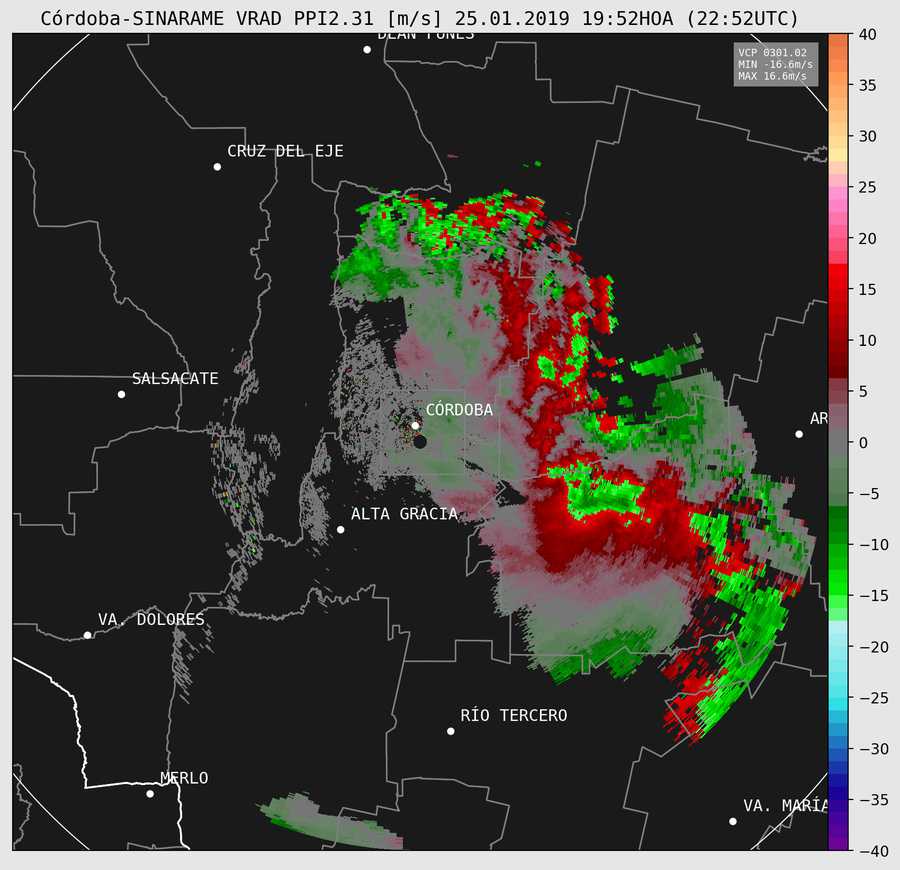 Córdoba-SINARAME VRAD PPI2.31 [m/s] 25.01.2019 19:52HOA (22:52UTC)
DEÁN FUNES
VCP 0301.02
MIN -16.6m/s
MAX 16.6m/s
CRUZ DEL EJE
SALSACATE
CÓRDOBA
AR
ALTA GRACIA
VA. DOLORES
RÍO TERCERO
MERLO
VA. MARÍA
40
35
30
25
20
15
10
5
0
−5
−10
−15
−20
−25
−30
−35
−40